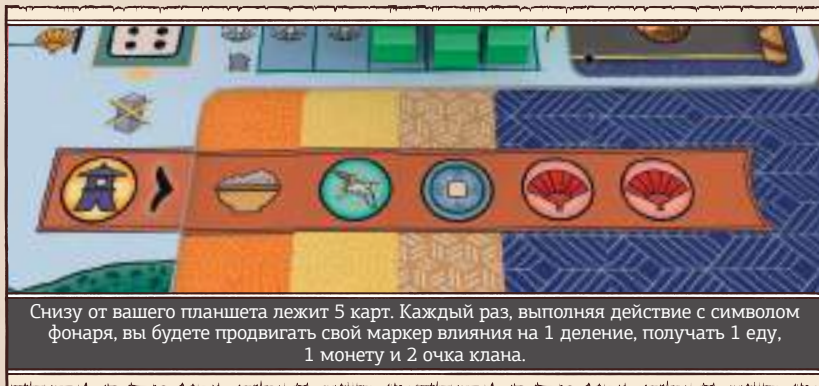 Снизу от вашего планшета лежит 5 карт. Каждый раз, выполняя действие с символом
фонаря, вы будете продвигать свой маркер влияния на 1 деление, получать 1 еду,
1 монету и 2 очка клана.